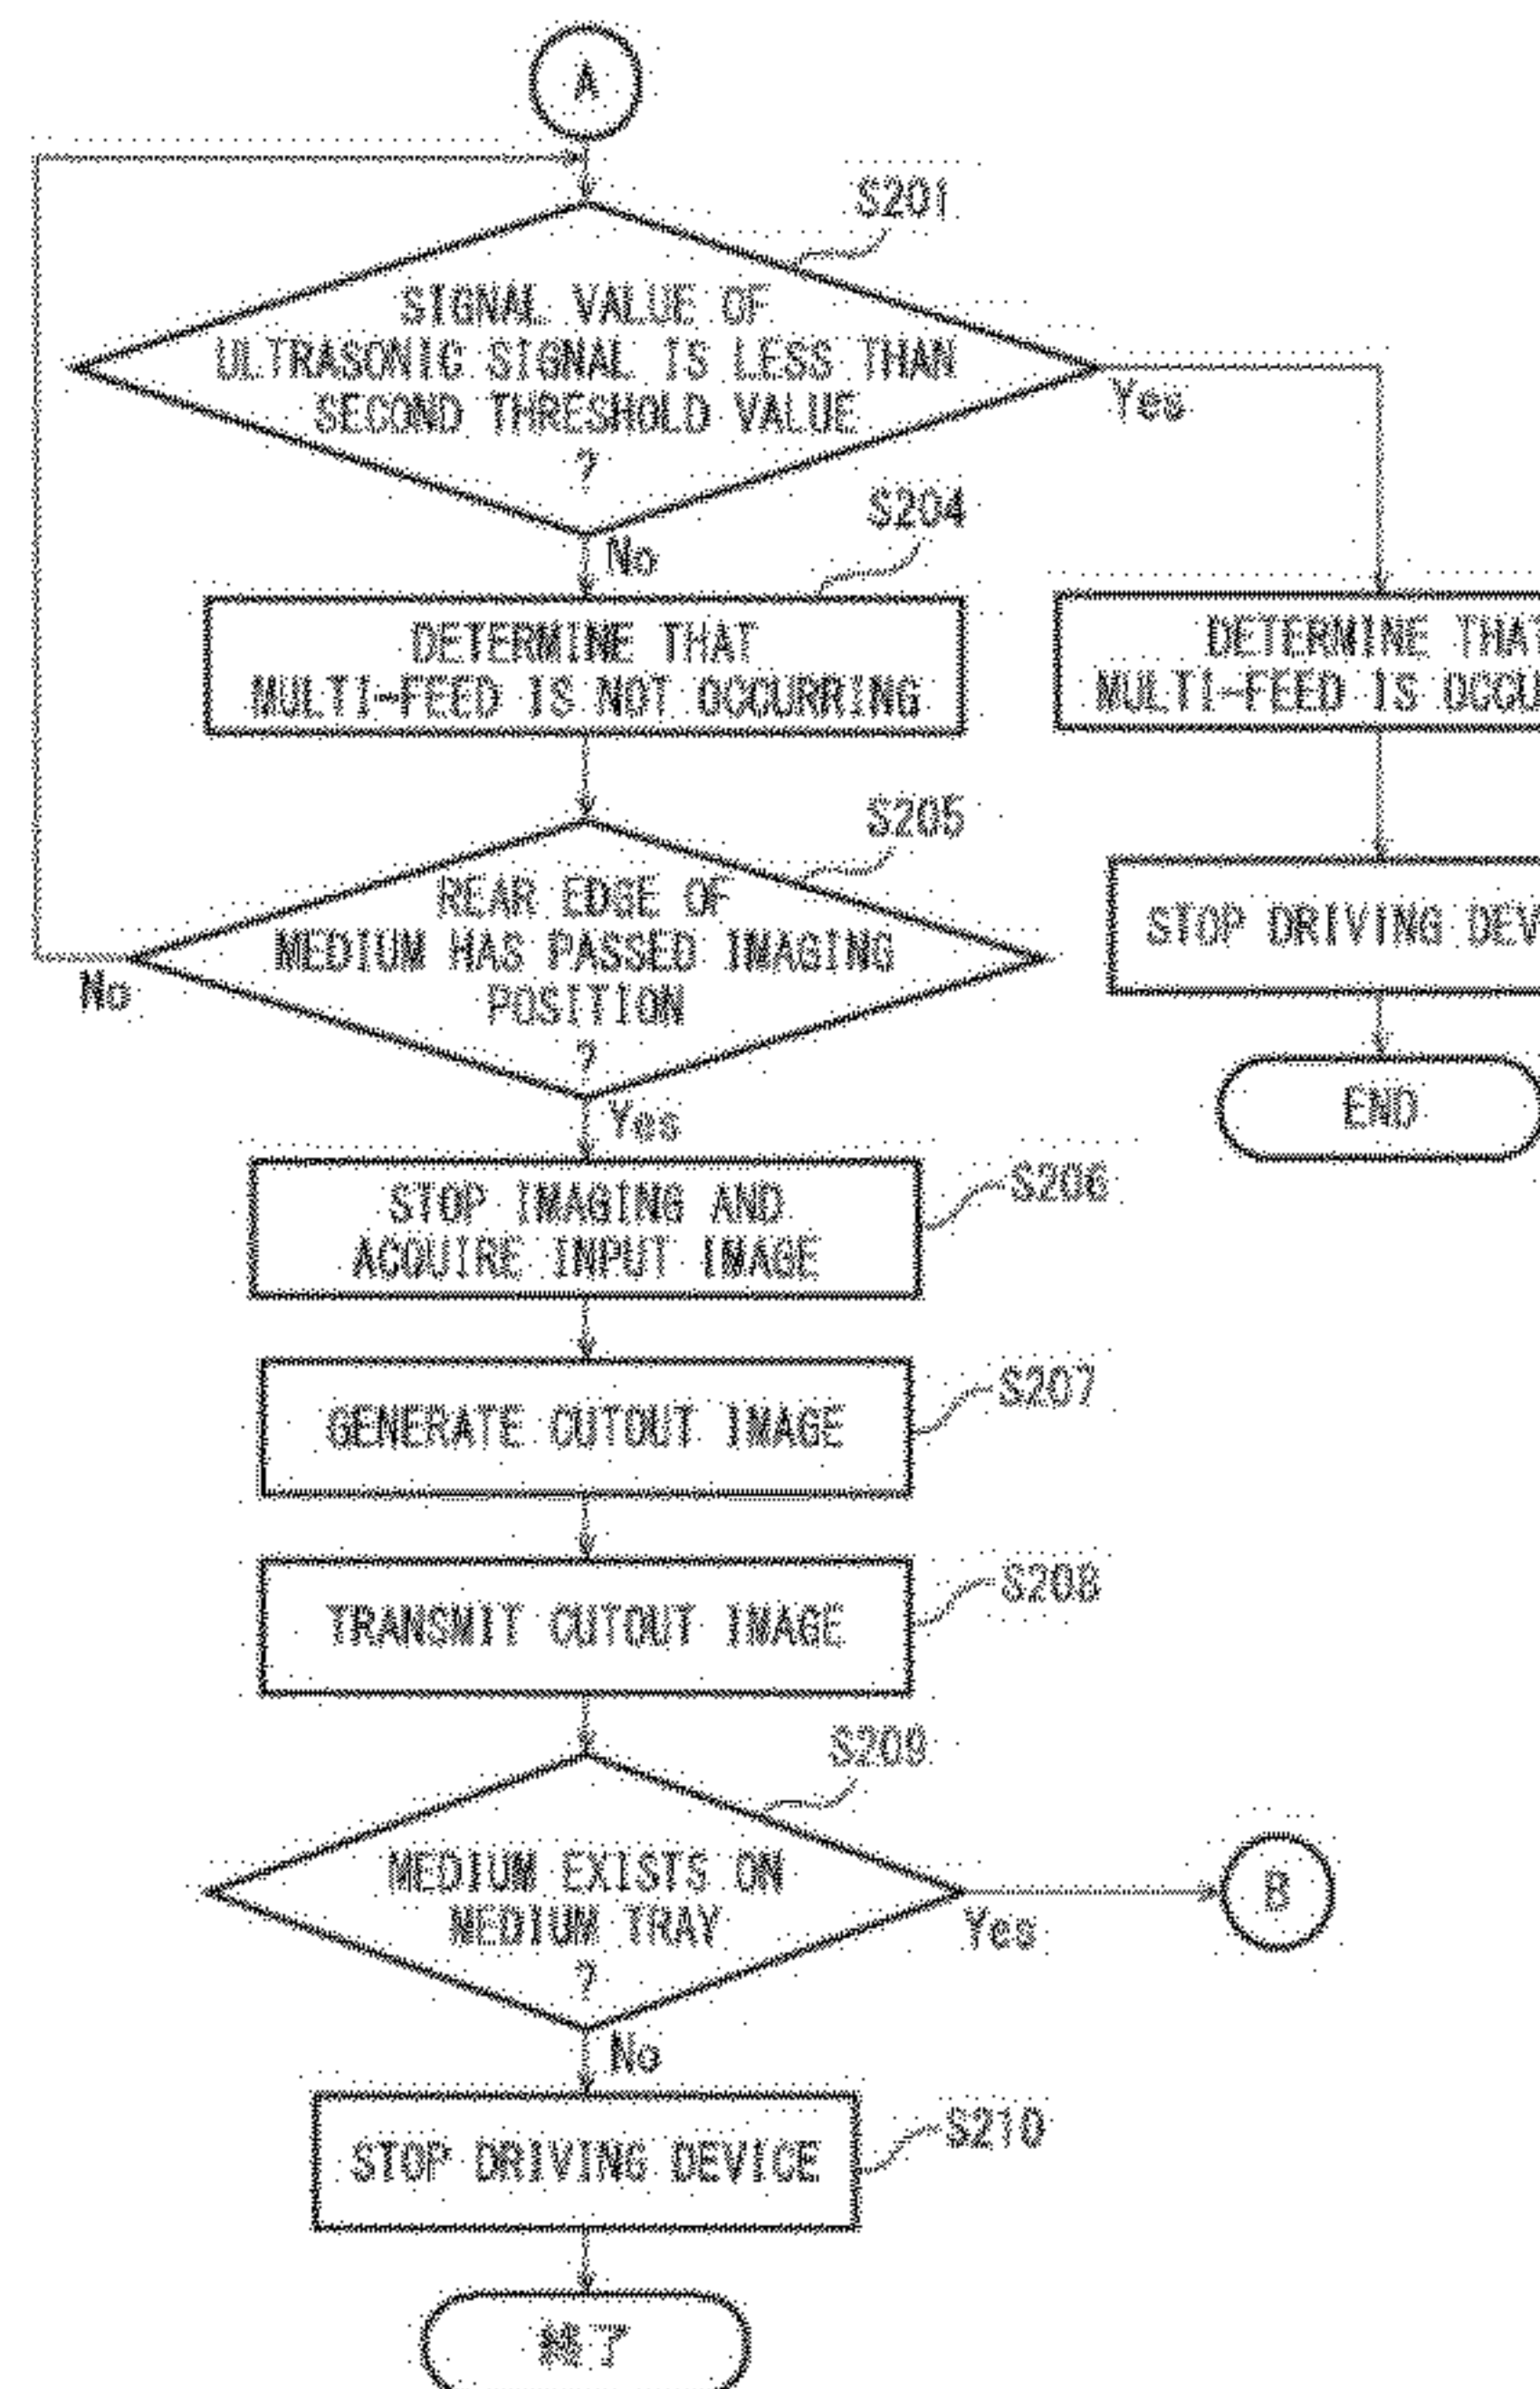 A
S201
SIGNAL VALUE OF
ULTRASONIC SIGNAL IS LESS THAN
SECOND THRESHOLD VALUE
?
Yes
No
S204
DETERMINE THAT
MULTI-FEED IS NOT OCCURRING
DETERMINE THAT
MULTI-FEED IS OCCU
S205
REAR EDGE OF
MEDIUM HAS PASSED IMAGING
POSITION
?
No
Yes
STOP DRIVING DEV
END
S206
STOP IMAGING AND
ACQUIRE INPUT IMAGE
S207
GENERATE CUTOUT IMAGE
S208
TRANSMIT CUTOUT IMAGE
S209
MEDIUM EXISTS ON
MEDIUM TRAY
?
Yes
B
No
S210
STOP DRIVING DEVICE
終了